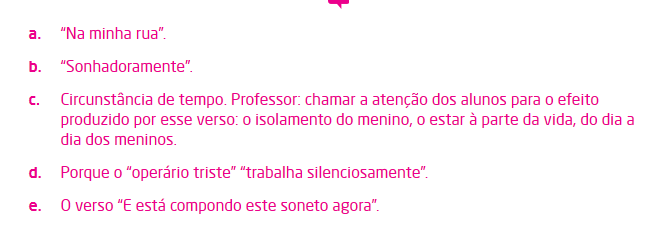 a. “Na minha rua”.
b. “Sonhadoramente”.
c. Circunstância de tempo. Professor: chamar a atenção dos alunos para o efeito
produzido por esse verso: o isolamento do menino, o estar à parte da vida, do dia a
dia dos meninos.
d. Porque o “operário triste” “trabalha silenciosamente”.
e. O verso “E está compondo este soneto agora”.